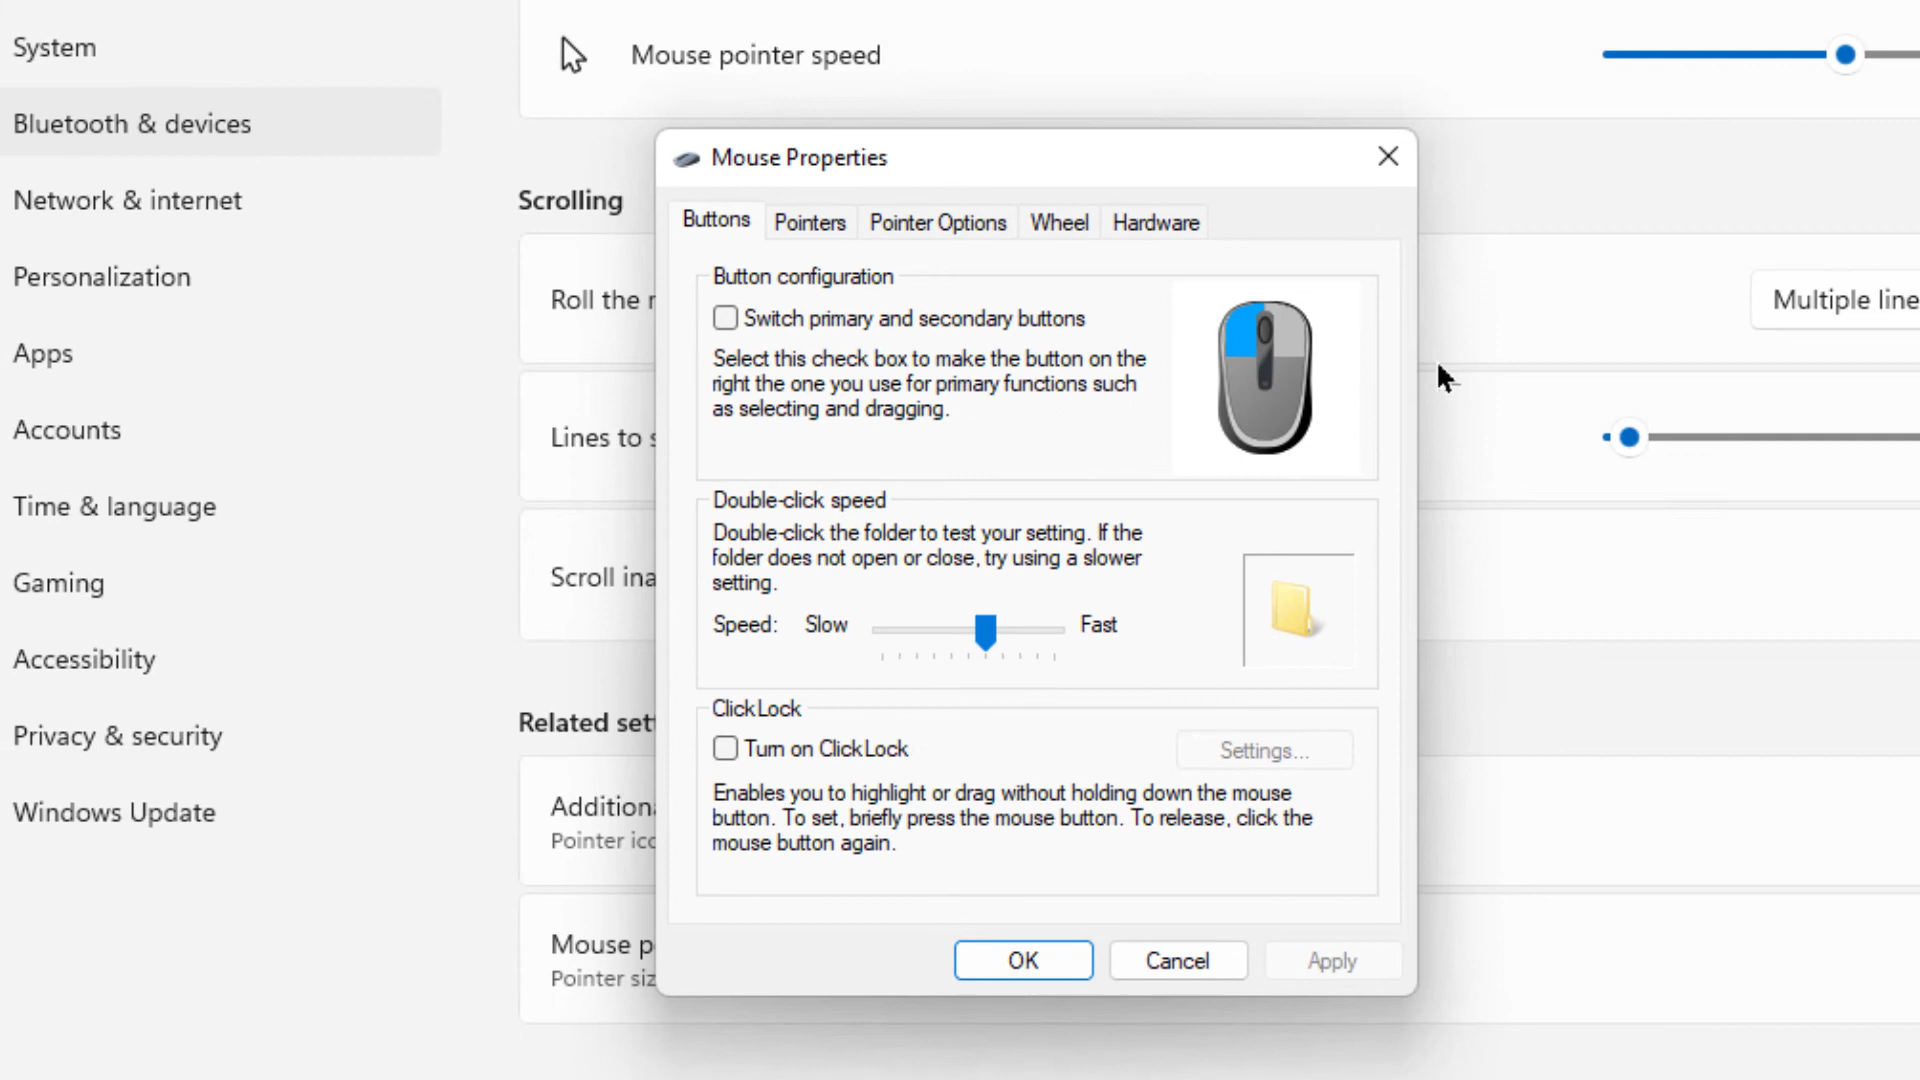 System
Bluetooth & devices
Network & internet
Personalization
Apps
Accounts
Time & language
Gaming
Accessibility
Privacy & security
Windows Update
Mouse pointer speed
Scrolling
Roll the
Multiple line
Lines to
Scroll ina
Related set
Addition
Pointer ico
Mouse p
Pointer siz
Mouse Properties
Buttons
Pointers
Pointer Options
Wheel
Hardware
Button configuration
Switch primary and secondary buttons
Select this check box to make the button on the
right the one you use for primary functions such
as selecting and dragging.
Double-click speed
Double-click the folder to test your setting. If the
folder does not open or close, try using a slower
setting.
Speed: Slow Fast
ClickLock
Turn on ClickLock
Settings...
Enables you to highlight or drag without holding down the mouse
button. To set, briefly press the mouse button. To release, click the
mouse button again.
OK
Cancel
Apply